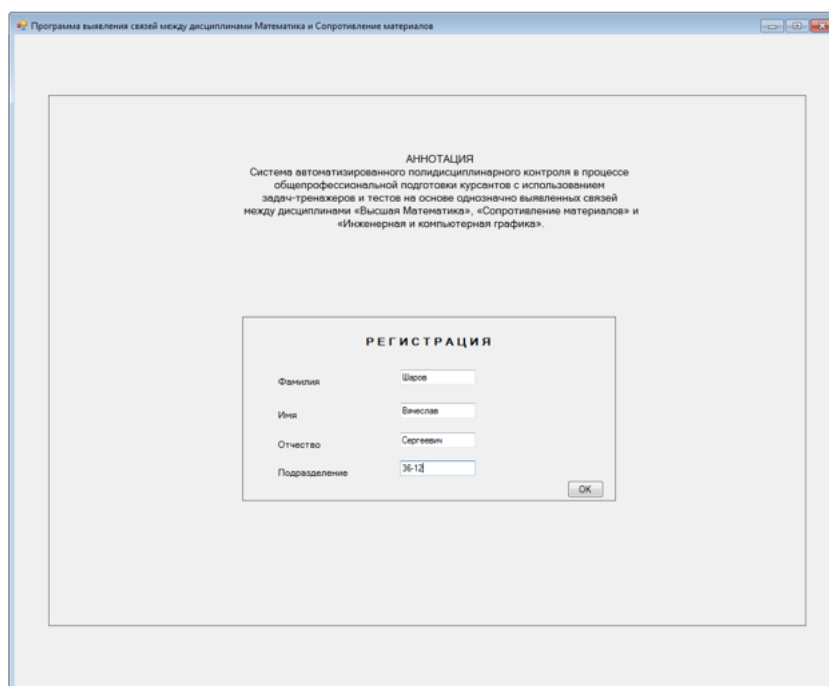 Программа выявления связей между дисциплинами Математика и Сопротивление материалов
АННОТАЦИЯ
Система автоматизированного полидисциплинарного контроля в процессе
общепрофессиональной подготовки курсантов с использованием
задач-тренажеров и тестов на основе однозначно выявленных связей
между дисциплинами «Высшая Математика», «Сопротивление материалов» и
«Инженерная и компьютерная графика».
РЕГИСТРАЦИЯ
Фамилия Шаров
Имя Вячеслав
Отчество Сергеевич
Подразделение 36-12
OK